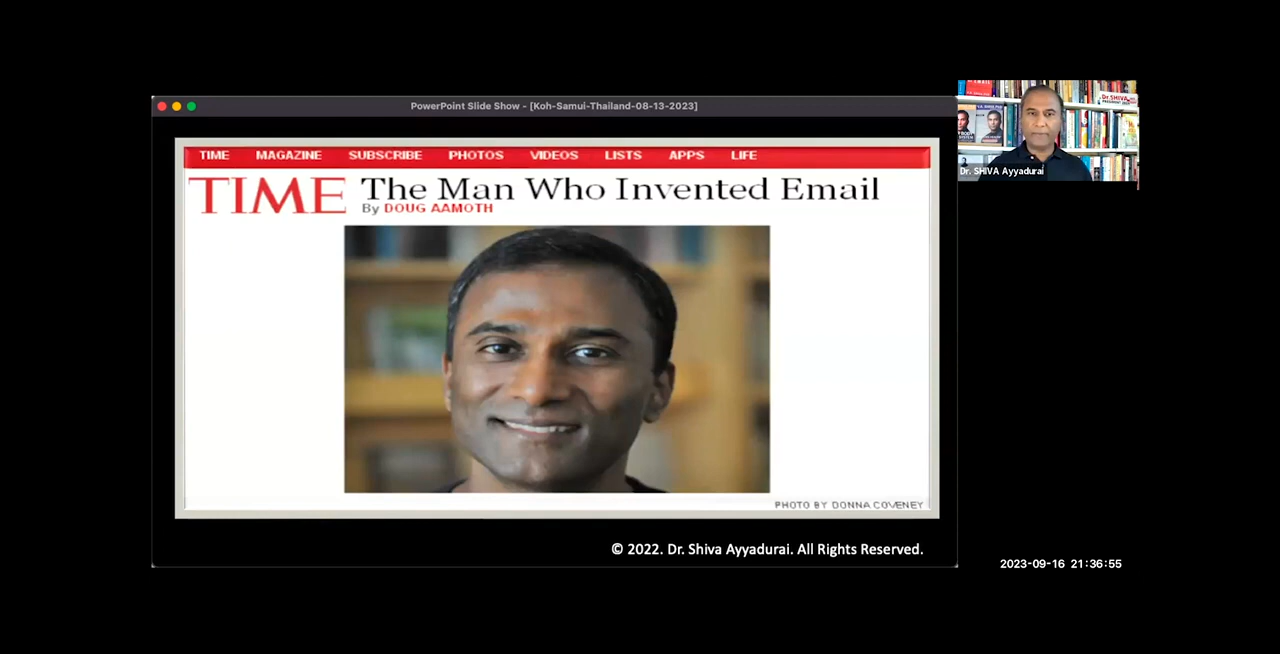 PowerPoint Slide Show - [Koh-Samui-Thailand-08-13-2023]
TIME MAGAZINE SUBSCRIBE PHOTOS VIDEOS LISTS APPS LIFE
TIME The Man Who Invented Email
By DOUG AAMOTH
PHOTO BY DONNA COVENEY
© 2022. Dr. Shiva Ayyadurai. All Rights Reserved.
Dr.SHIVA
Dr. SHIVA Ayyadurai
2023-09-16 21:36:55